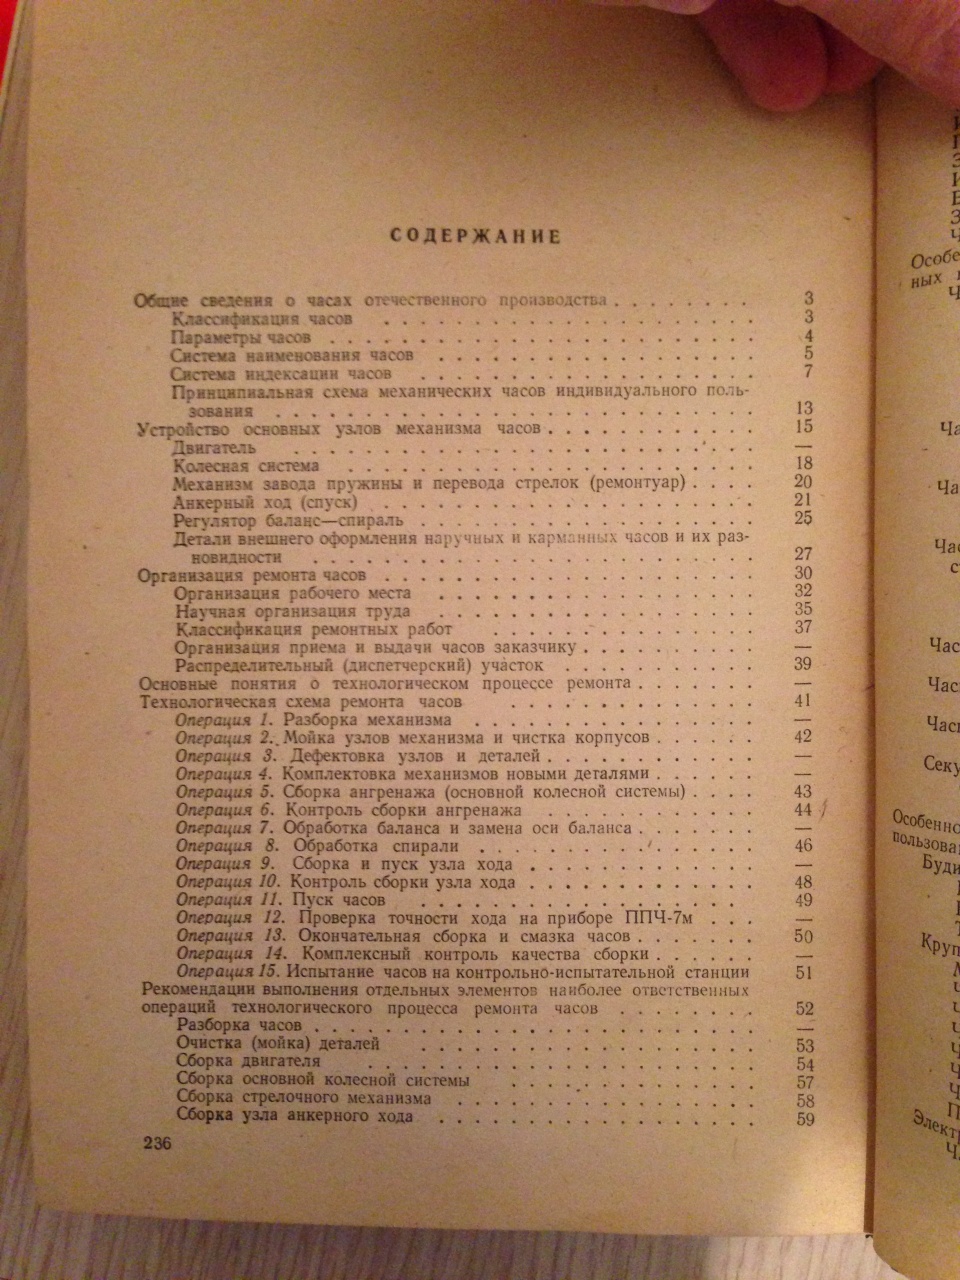 СОДЕРЖАНИЕ
Общие сведения о часах отечественного производства . . . . . . . . 3
Классификация часов . . . . . . . . . . . . . . . . . . . 3
Параметры часов . . . . . . . . . . . . . . . . . . . . . 4
Система наименования часов . . . . . . . . . . . . . . . . 5
Система индексации часов . . . . . . . . . . . . . . . . . 7
Принципиальная схема механических часов индивидуального поль-
зования . . . . . . . . . . . . . . . . . . . . . . . . 13
Устройство основных узлов механизма часов . . . . . . . . . . . 15
Двигатель . . . . . . . . . . . . . . . . . . . . . . . —
Колесная система . . . . . . . . . . . . . . . . . . . . 18
Механизм завода пружины и перевода стрелок (ремонтуар) . . . . 20
Анкерный ход (спуск) . . . . . . . . . . . . . . . . . . . 21
Регулятор баланс—спираль . . . . . . . . . . . . . . . . . 25
Детали внешнего оформления наручных и карманных часов и их раз-
новидности . . . . . . . . . . . . . . . . . . . . . . 27
Организация ремонта часов . . . . . . . . . . . . . . . . . . . 30
Организация рабочего места . . . . . . . . . . . . . . . . 32
Научная организация труда . . . . . . . . . . . . . . . . 35
Классификация ремонтных работ . . . . . . . . . . . . . . 37
Организация приема и выдачи часов заказчику . . . . . . . . . —
Распределительный (диспетчерский) участок . . . . . . . . . . 39
Основные понятия о технологическом процессе ремонта . . . . . . . —
Технологическая схема ремонта часов . . . . . . . . . . . . . 41
Операция 1. Разборка механизма . . . . . . . . . . . . . . —
Операция 2. Мойка узлов механизма и чистка корпусов . . . . . . 42
Операция 3. Дефектовка узлов и деталей . . . . . . . . . . . —
Операция 4. Комплектовка механизмов новыми деталями . . . . . . —
Операция 5. Сборка ангренажа (основной колесной системы) . . . . 43
Операция 6. Контроль сборки ангренажа . . . . . . . . . . . 44
Операция 7. Обработка баланса и замена оси баланса . . . . . . . —
Операция 8. Обработка спирали . . . . . . . . . . . . . . 46
Операция 9. Сборка и пуск узла хода . . . . . . . . . . . . —
Операция 10. Контроль сборки узла хода . . . . . . . . . . . . 48
Операция 11. Пуск часов . . . . . . . . . . . . . . . . . 49
Операция 12. Проверка точности хода на приборе ППЧ-7м . . . —
Операция 13. Окончательная сборка и смазка часов . . . . . . . 50
Операция 14. Комплексный контроль качества сборки . . . . . . —
Операция 15. Испытание часов на контрольно-испытательной станции 51
Рекомендации выполнения отдельных элементов наиболее ответственных
операций технологического процесса ремонта часов . . . . . . . 52
Разборка часов . . . . . . . . . . . . . . . . . . . . . . —
Очистка (мойка) деталей . . . . . . . . . . . . . . . . . 53
Сборка двигателя . . . . . . . . . . . . . . . . . . . . 54
Сборка основной колесной системы . . . . . . . . . . . . . 57
Сборка стрелочного механизма . . . . . . . . . . . . . . . 58
Сборка узла анкерного хода . . . . . . . . . . . . . . . . 59
236